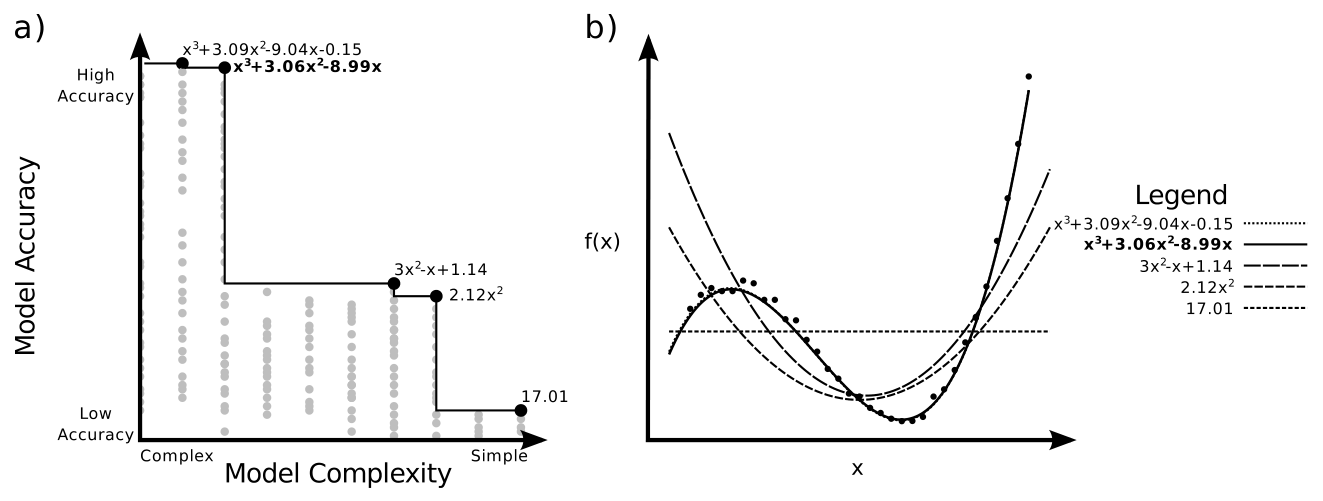 a)
x³+3.09x²-9.04x-0.15
x³+3.06x²-8.99x
High
Accuracy
3x²-x+1.14
2.12x²
17.01
Low
Accuracy
Model Accuracy
Complex
Simple
Model Complexity
b)
f(x)
x
Legend
x³+3.09x²-9.04x-0.15
x³+3.06x²-8.99x
3x²-x+1.14
2.12x²
17.01